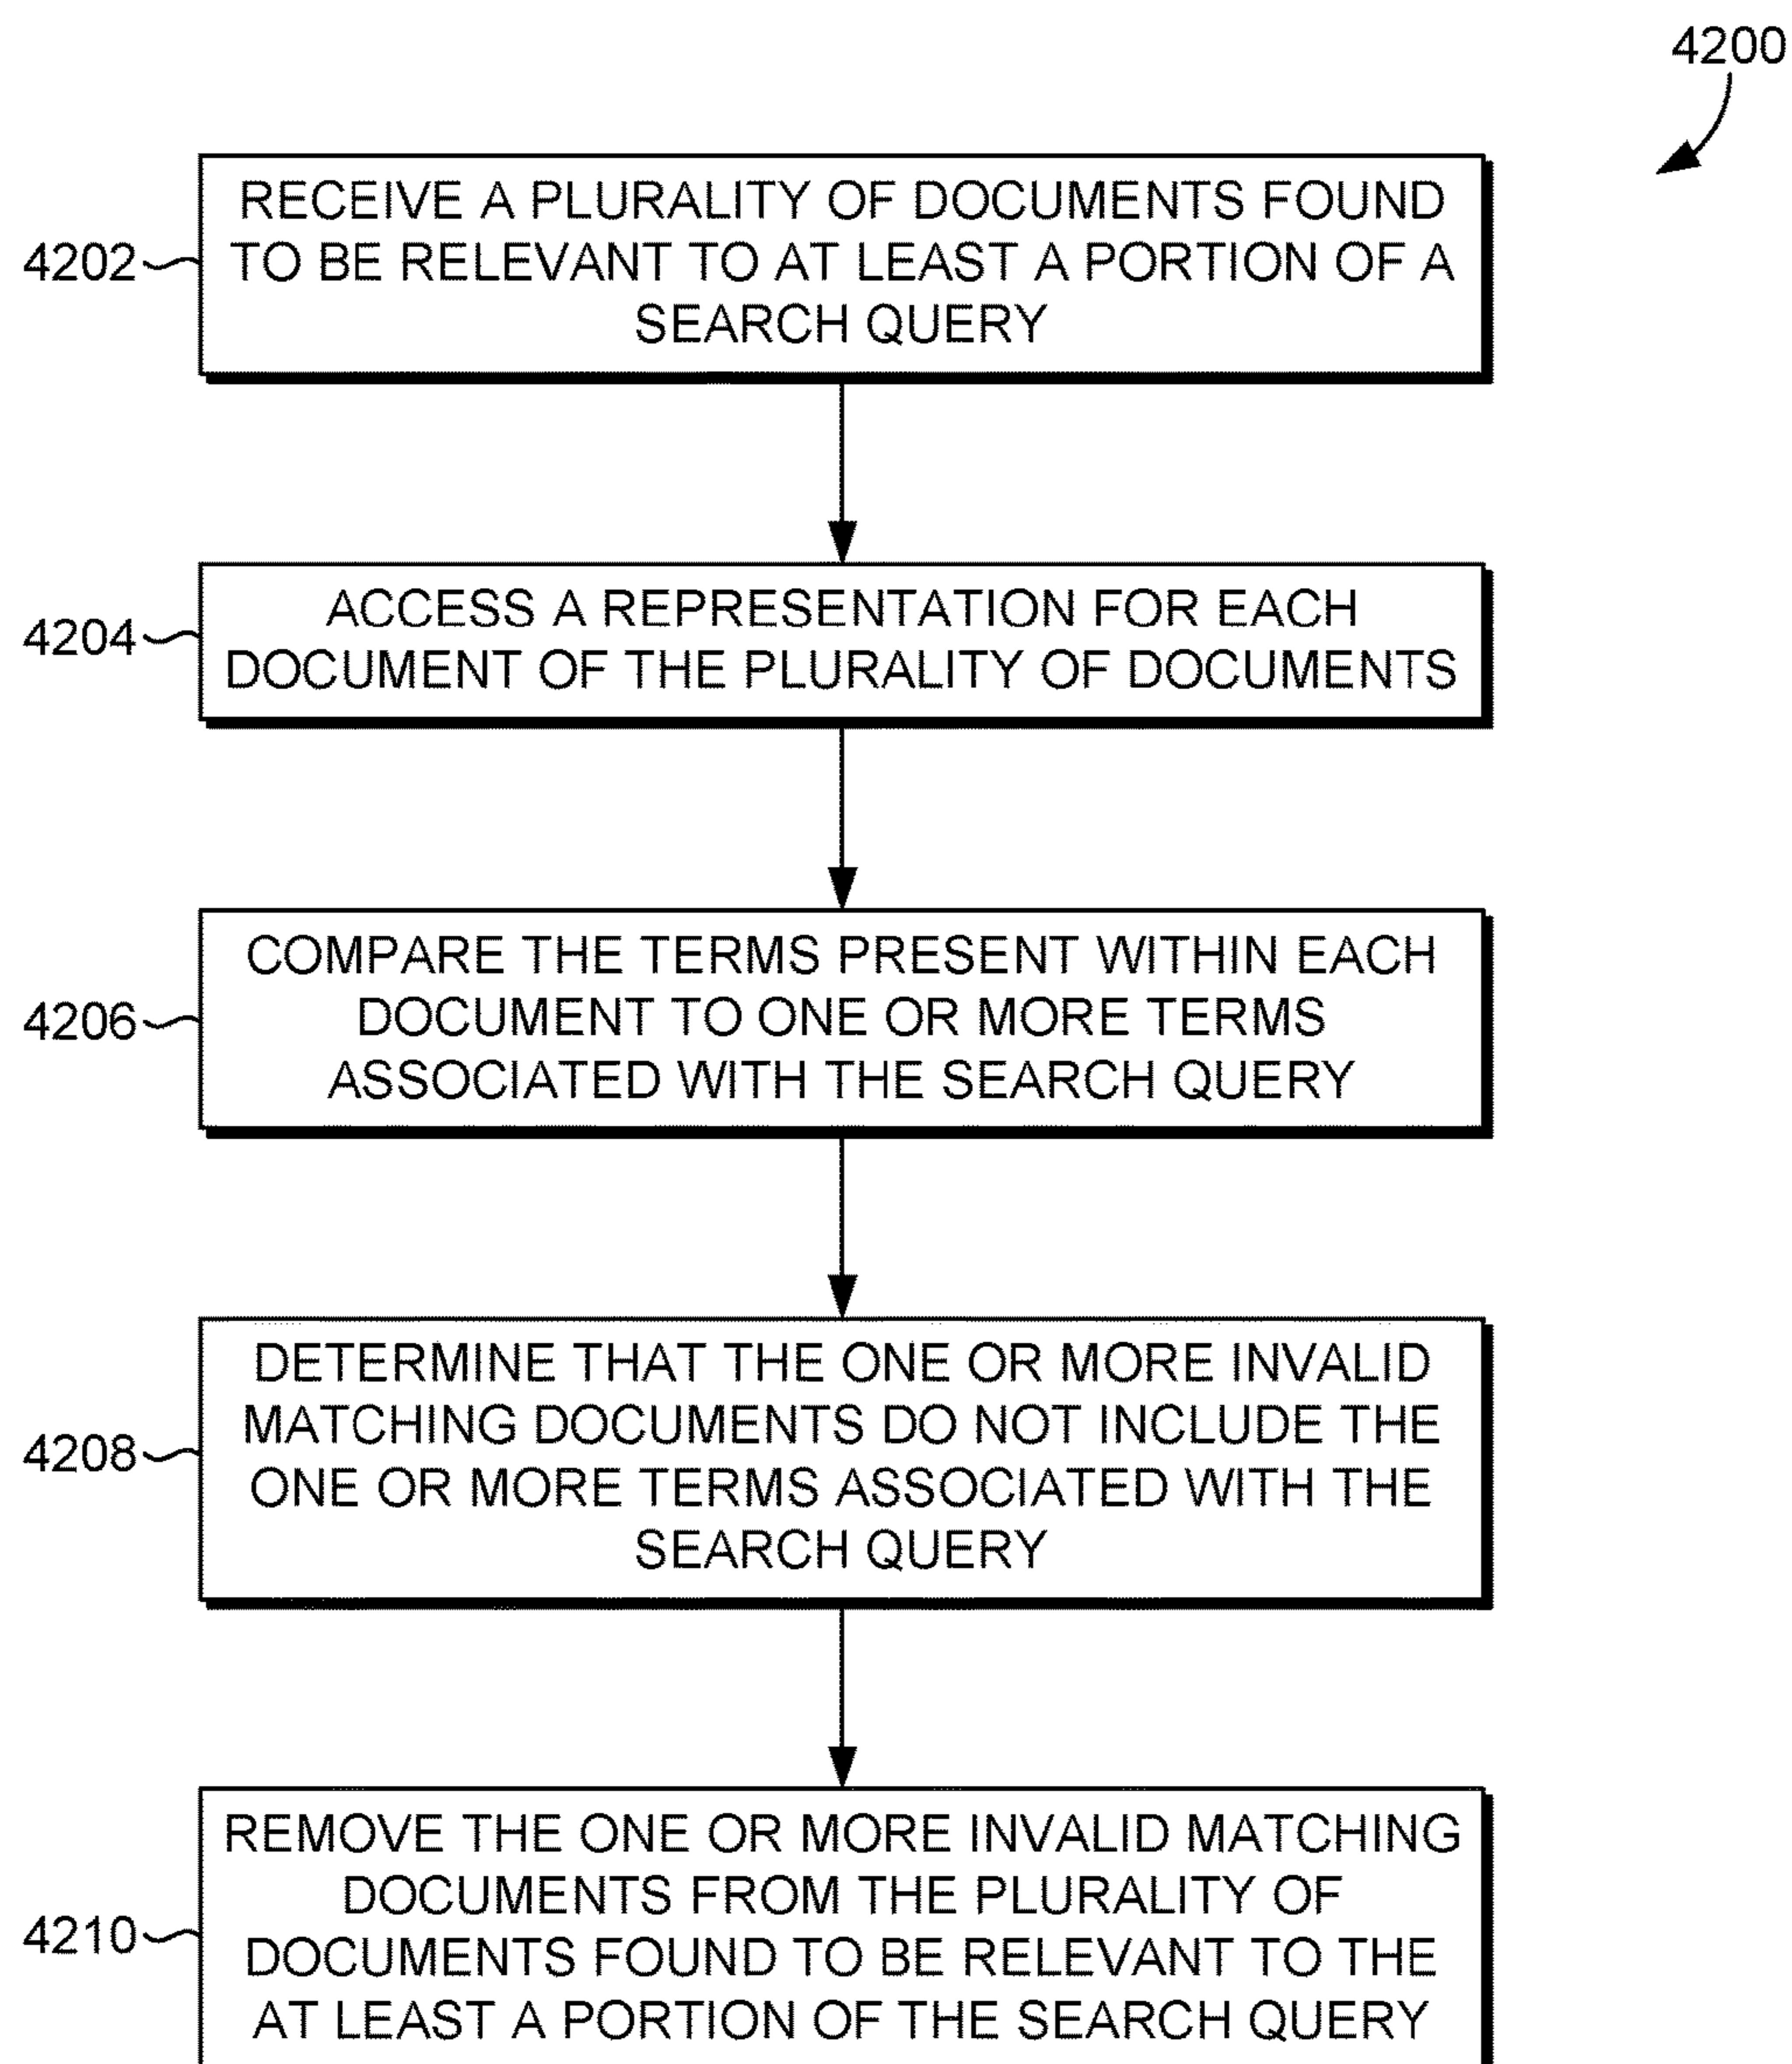 4200
RECEIVE A PLURALITY OF DOCUMENTS FOUND
4202 TO BE RELEVANT TO AT LEAST A PORTION OF A
SEARCH QUERY
ACCESS A REPRESENTATION FOR EACH
4204 DOCUMENT OF THE PLURALITY OF DOCUMENTS
COMPARE THE TERMS PRESENT WITHIN EACH
4206 DOCUMENT TO ONE OR MORE TERMS
ASSOCIATED WITH THE SEARCH QUERY
DETERMINE THAT THE ONE OR MORE INVALID
MATCHING DOCUMENTS DO NOT INCLUDE THE
4208 ONE OR MORE TERMS ASSOCIATED WITH THE
SEARCH QUERY
REMOVE THE ONE OR MORE INVALID MATCHING
DOCUMENTS FROM THE PLURALITY OF
4210 DOCUMENTS FOUND TO BE RELEVANT TO THE
AT LEAST A PORTION OF THE SEARCH QUERY